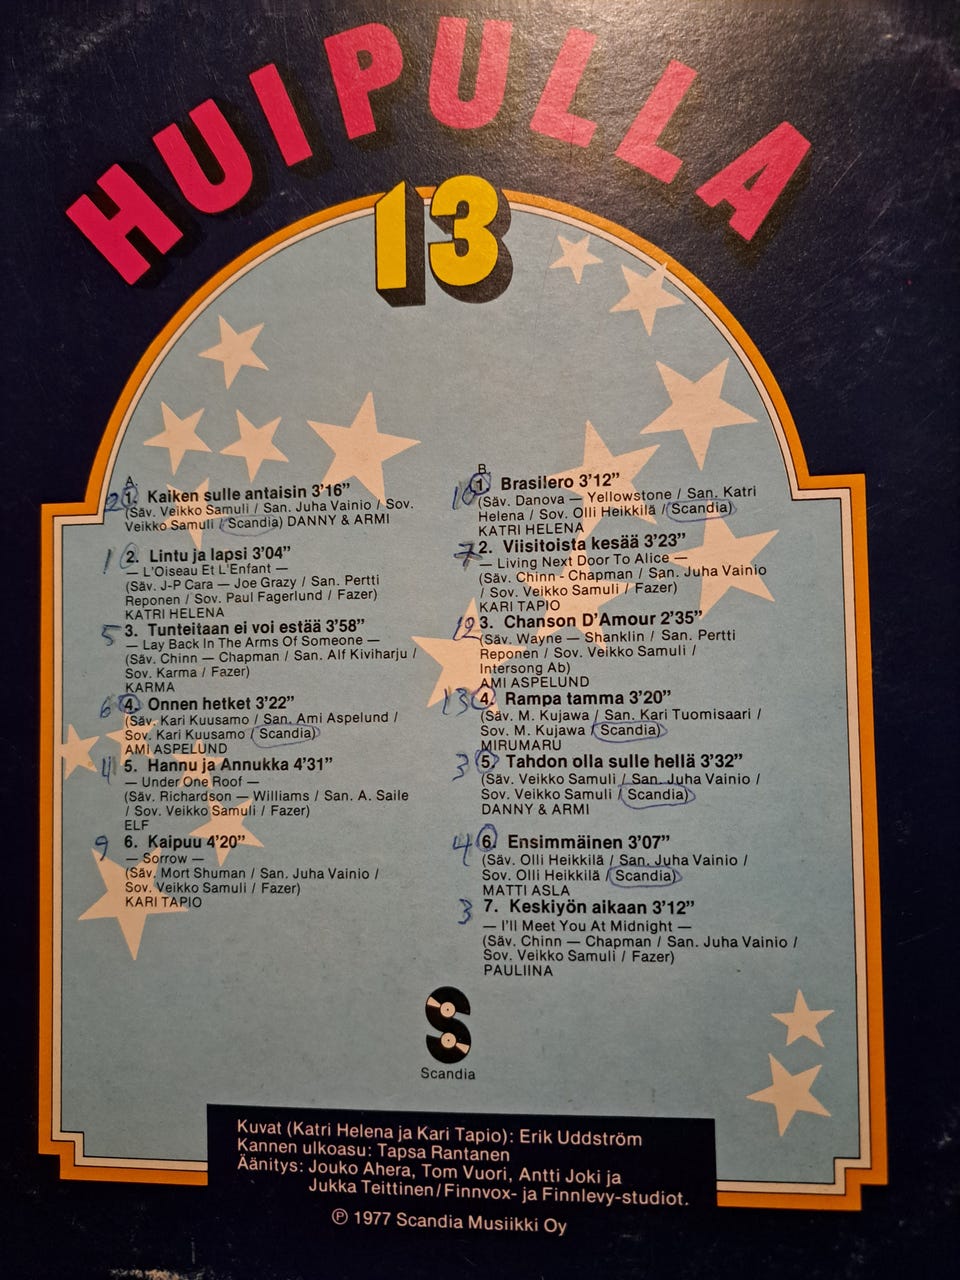 HUIPULLA
13
A.
1. Kaiken sulle antaisin 3'16"
(Säv. Veikko Samuli / San. Juha Vainio / Sov.
Veikko Samuli / Scandia) DANNY & ARMI
2. Lintu ja lapsi 3'04"
— L'Oiseau Et L'Enfant —
(Säv. J-P Cara — Joe Grazy / San. Pertti
Reponen / Sov. Paul Fagerlund / Fazer)
KATRI HELENA
5 3. Tunteitaan ei voi estää 3'58"
— Lay Back In The Arms Of Someone —
(Säv. Chinn — Chapman / San. Alf Kiviharju /
Sov. Karma / Fazer)
KARMA
6 4. Onnen hetket 3'22"
(Säv. Kari Kuusamo / San. Ami Aspelund /
Sov. Kari Kuusamo / Scandia)
AMI ASPELUND
5. Hannu ja Annukka 4'31"
— Under One Roof —
(Säv. Richardson — Williams / San. A. Saile
/ Sov. Veikko Samuli / Fazer)
ELF
9 6. Kaipuu 4'20"
— Sorrow —
(Säv. Mort Shuman / San. Juha Vainio /
Sov. Veikko Samuli / Fazer)
KARI TAPIO
B.
1. Brasilero 3'12"
(Säv. Danova — Yellowstone / San. Katri
Helena / Sov. Olli Heikkilä / Scandia)
KATRI HELENA
7 2. Viisitoista kesää 3'23"
— Living Next Door To Alice —
(Säv. Chinn - Chapman / San. Juha Vainio
/ Sov. Veikko Samuli / Fazer)
KARI TAPIO
12 3. Chanson D'Amour 2'35"
(Säv. Wayne — Shanklin / San. Pertti
Reponen / Sov. Veikko Samuli /
Intersong Ab)
AMI ASPELUND
13 4. Rampa tamma 3'20"
(Säv. M. Kujawa / San. Kari Tuomisaari /
Sov. M. Kujawa / Scandia)
MIRUMARU
3 5. Tahdon olla sulle hellä 3'32"
(Säv. Veikko Samuli / San. Juha Vainio /
Sov. Veikko Samuli / Scandia)
DANNY & ARMI
4 6. Ensimmäinen 3'07"
(Säv. Olli Heikkilä / San. Juha Vainio /
Sov. Olli Heikkilä / Scandia)
MATTI ASLA
3 7. Keskiyön aikaan 3'12"
— I'll Meet You At Midnight —
(Säv. Chinn — Chapman / San. Juha Vainio /
Sov. Veikko Samuli / Fazer)
PAULIINA
Scandia
Kuvat (Katri Helena ja Kari Tapio): Erik Uddström
Kannen ulkoasu: Tapsa Rantanen
Äänitys: Jouko Ahera, Tom Vuori, Antti Joki ja
Jukka Teittinen/Finnvox- ja Finnlevy-studiot.
℗ 1977 Scandia Musiikki Oy